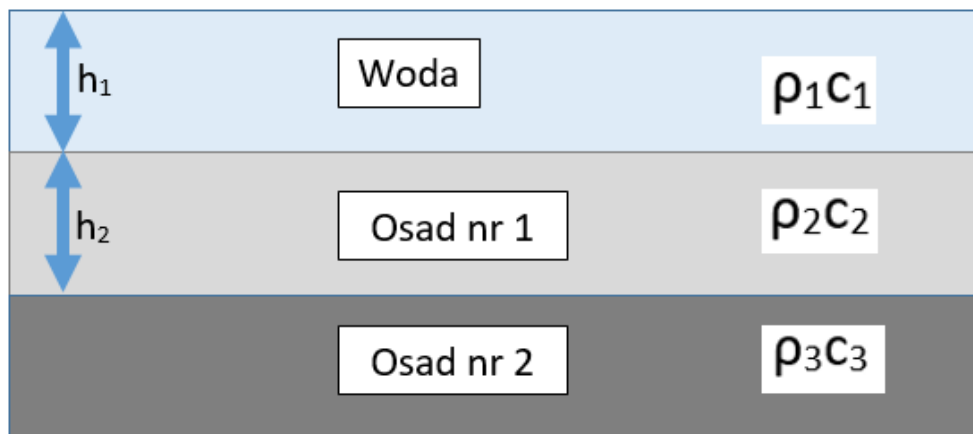 h₁
Woda
ρ₁c₁
h₂
Osad nr 1
ρ₂c₂
Osad nr 2
ρ₃c₃